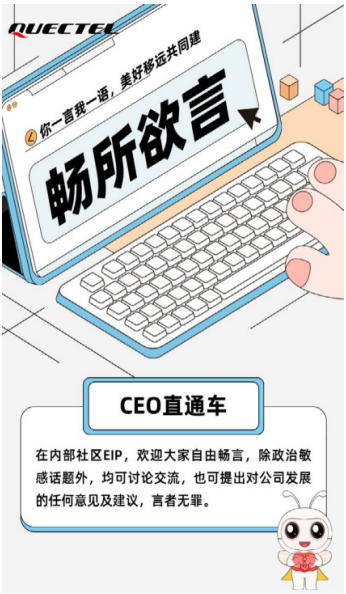 QUECTEL
你一言我一语，美好移远共同建
畅所欲言
CEO直通车
在内部社区EIP，欢迎大家自由畅言，除政治敏
感话题外，均可讨论交流，也可提出对公司发展
的任何意见及建议，言者无罪。